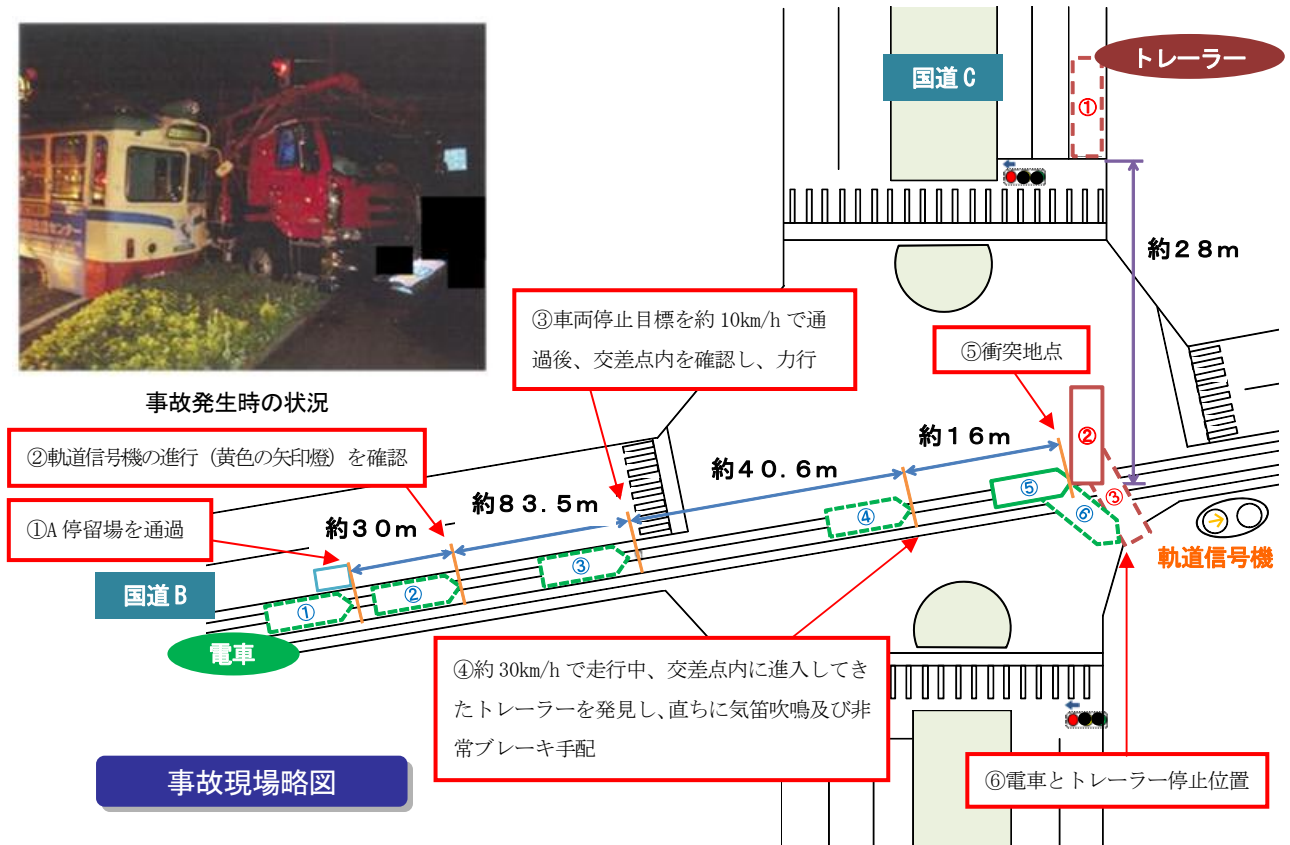 国道C
トレーラー
①
約28m
③車両停止目標を約 10km/h で通
過後、交差点内を確認し、力行
⑤衝突地点
事故発生時の状況
②軌道信号機の進行（黄色の矢印燈）を確認
①A 停留場を通過
約30m
約83.5m
約40.6m
約16m
②
③
①
②
③
④
⑤
⑥
軌道信号機
国道B
電車
④約 30km/h で走行中、交差点内に進入してき
たトレーラーを発見し、直ちに気笛吹鳴及び非
常ブレーキ手配
⑥電車とトレーラー停止位置
事故現場略図